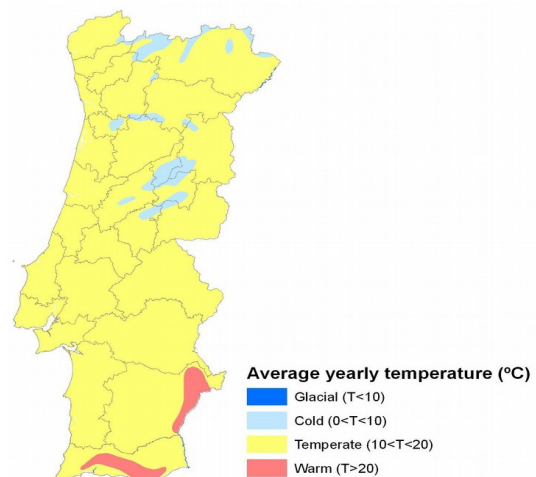 Average yearly temperature (ºC)
Glacial (T<10)
Cold (0<T<10)
Temperate (10<T<20)
Warm (T>20)